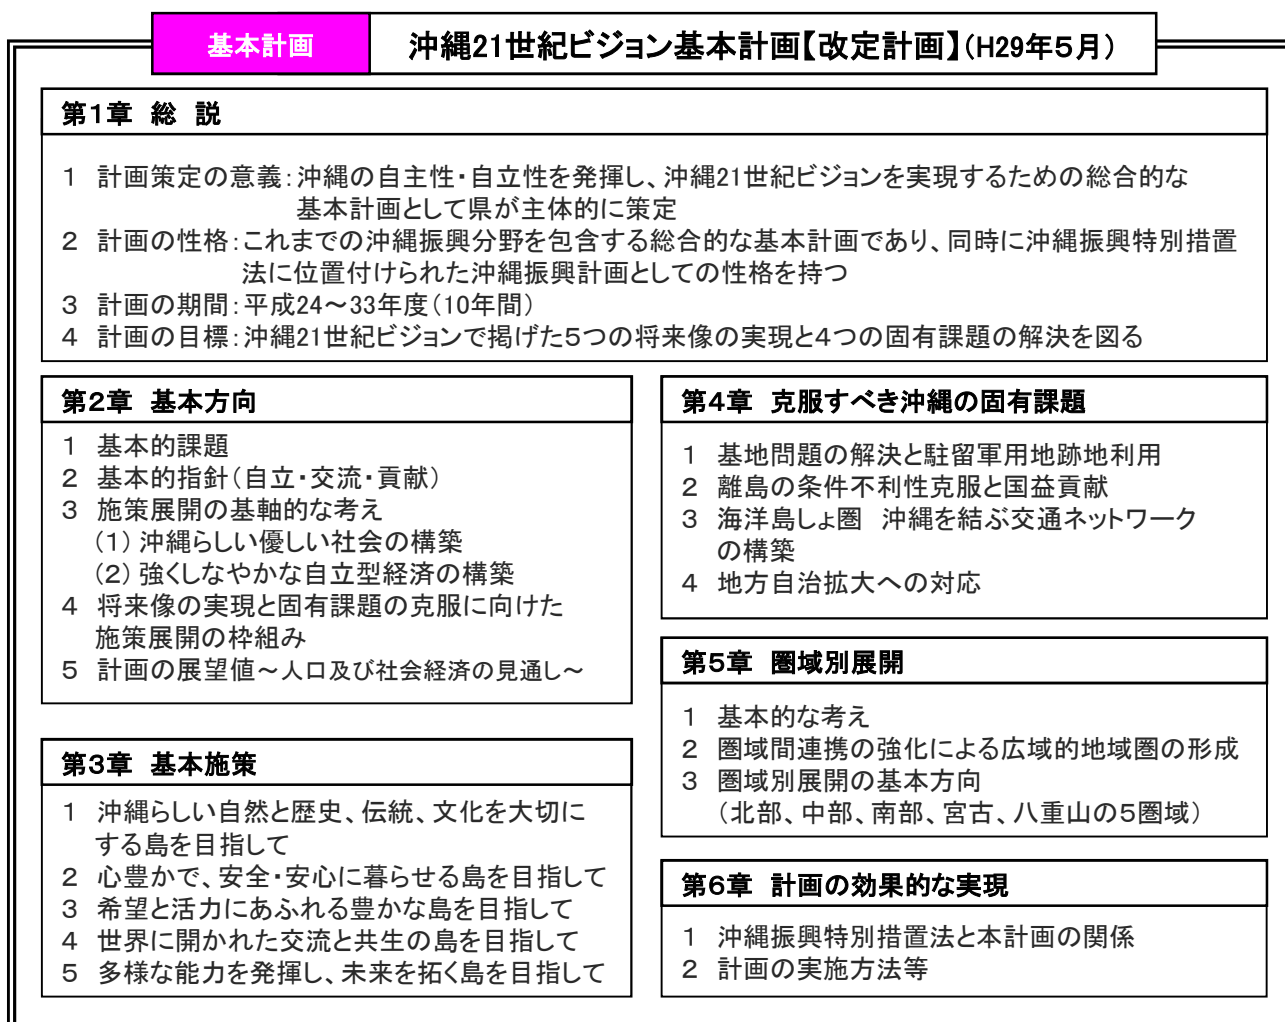 基本計画
沖縄21世紀ビジョン基本計画【改定計画】(H29年5月)
第1章 総 説
1 計画策定の意義:沖縄の自主性・自立性を発揮し、沖縄21世紀ビジョンを実現するための総合的な
基本計画として県が主体的に策定
2 計画の性格:これまでの沖縄振興分野を包含する総合的な基本計画であり、同時に沖縄振興特別措置
法に位置付けられた沖縄振興計画としての性格を持つ
3 計画の期間:平成24～33年度(10年間)
4 計画の目標:沖縄21世紀ビジョンで掲げた5つの将来像の実現と4つの固有課題の解決を図る
第2章 基本方向
1 基本的課題
2 基本的指針(自立・交流・貢献)
3 施策展開の基軸的な考え
(1) 沖縄らしい優しい社会の構築
(2) 強くしなやかな自立型経済の構築
4 将来像の実現と固有課題の克服に向けた
施策展開の枠組み
5 計画の展望値～人口及び社会経済の見通し～
第3章 基本施策
1 沖縄らしい自然と歴史、伝統、文化を大切に
する島を目指して
2 心豊かで、安全・安心に暮らせる島を目指して
3 希望と活力にあふれる豊かな島を目指して
4 世界に開かれた交流と共生の島を目指して
5 多様な能力を発揮し、未来を拓く島を目指して
第4章 克服すべき沖縄の固有課題
1 基地問題の解決と駐留軍用地跡地利用
2 離島の条件不利性克服と国益貢献
3 海洋島しょ圏 沖縄を結ぶ交通ネットワーク
の構築
4 地方自治拡大への対応
第5章 圏域別展開
1 基本的な考え
2 圏域間連携の強化による広域的地域圏の形成
3 圏域別展開の基本方向
(北部、中部、南部、宮古、八重山の5圏域)
第6章 計画の効果的な実現
1 沖縄振興特別措置法と本計画の関係
2 計画の実施方法等